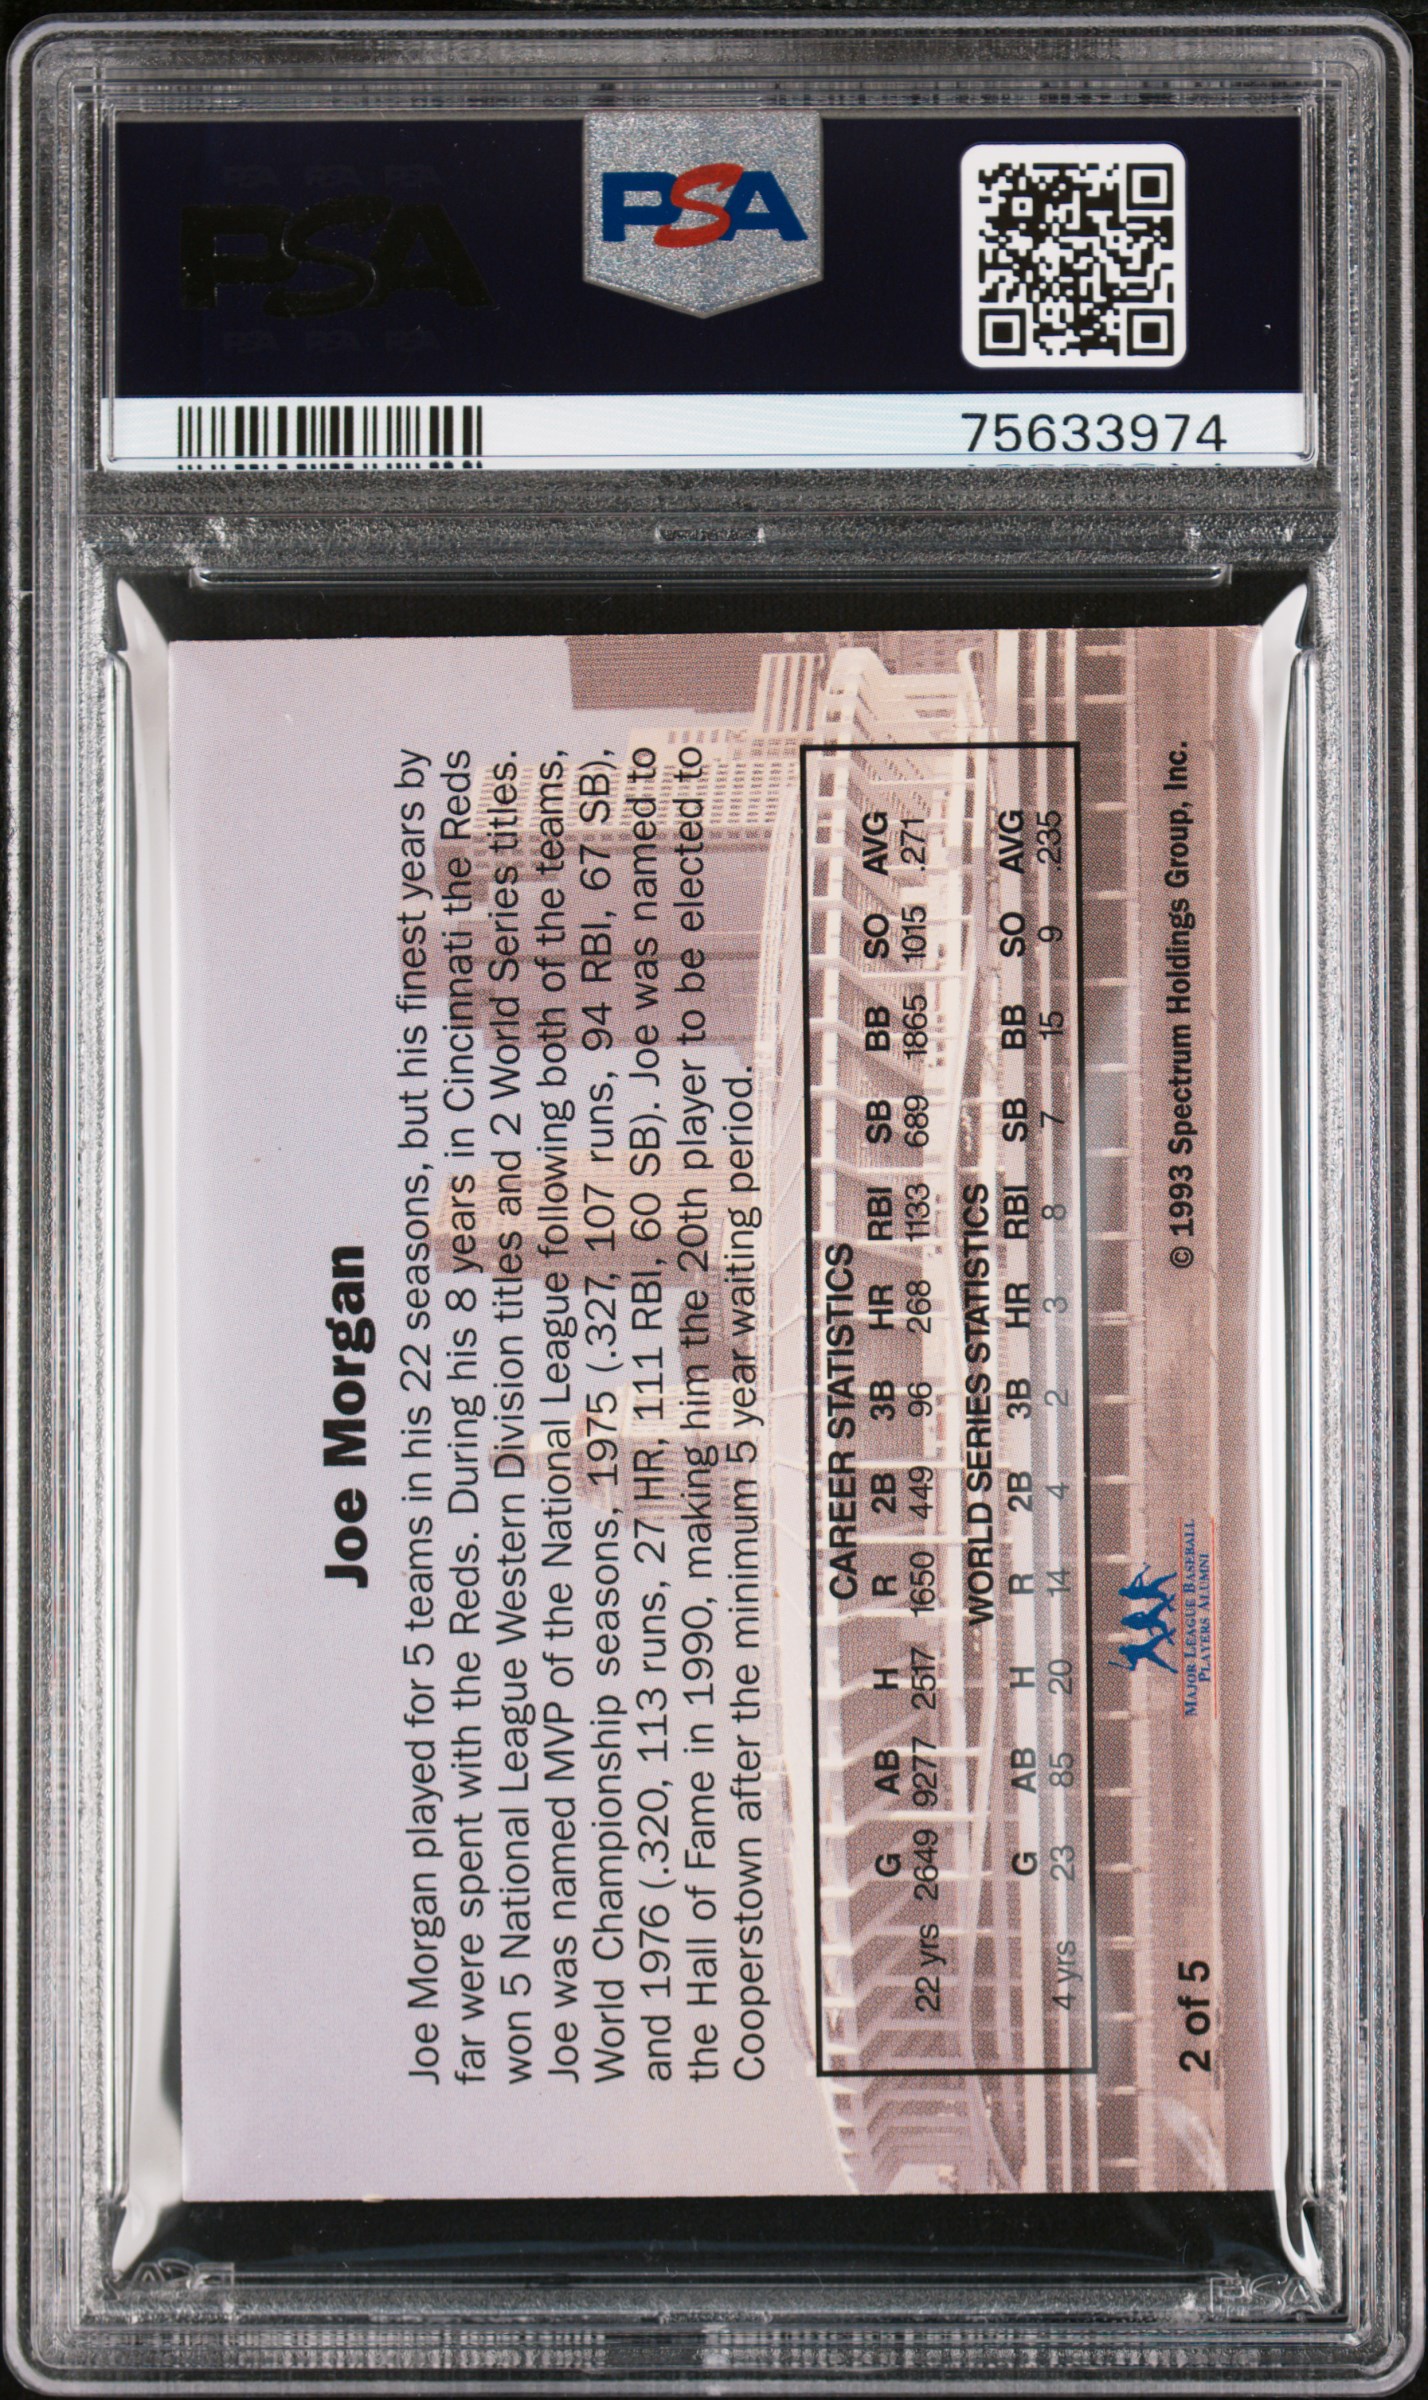 PSA
PSA
75633974
Joe Morgan
Joe Morgan played for 5 teams in his 22 seasons, but his finest years by
far were spent with the Reds. During his 8 years in Cincinnati the Reds
won 5 National League Western Division titles and 2 World Series titles.
Joe was named MVP of the National League following both of the teams,
World Championship seasons, 1975 (.327, 107 runs, 94 RBI, 67 SB),
and 1976 (.320, 113 runs, 27 HR, 111 RBI, 60 SB). Joe was named to
the Hall of Fame in 1990, making him the 20th player to be elected to
Cooperstown after the minimum 5 year waiting period.
CAREER STATISTICS
G AB H R 2B 3B HR RBI SB BB SO AVG
22 yrs 2649 9277 2517 1650 449 96 268 1133 689 1865 1015 .271
WORLD SERIES STATISTICS
G AB H R 2B 3B HR RBI SB BB SO AVG
4 yrs 23 85 20 14 4 2 3 8 7 15 9 .235
2 of 5
MAJOR LEAGUE BASEBALL
PLAYERS ALUMNI
© 1993 Spectrum Holdings Group, Inc.
PSA